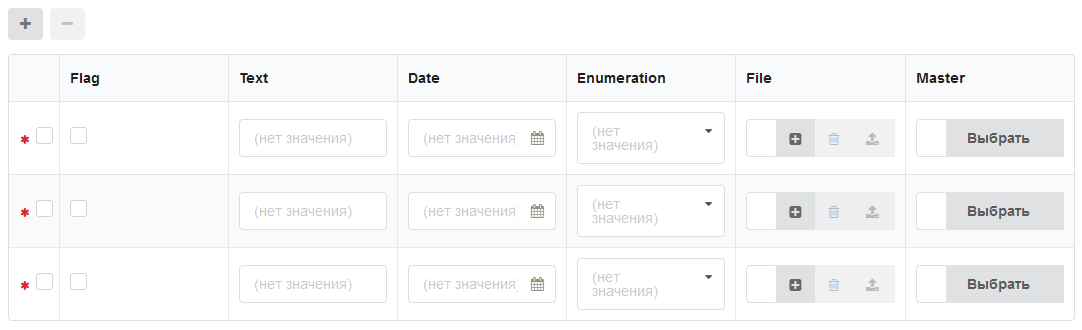 Flag Text Date Enumeration File Master
(нет значения) (нет значения) (нет значения) Выбрать
(нет значения) (нет значения) (нет значения) Выбрать
(нет значения) (нет значения) (нет значения) Выбрать